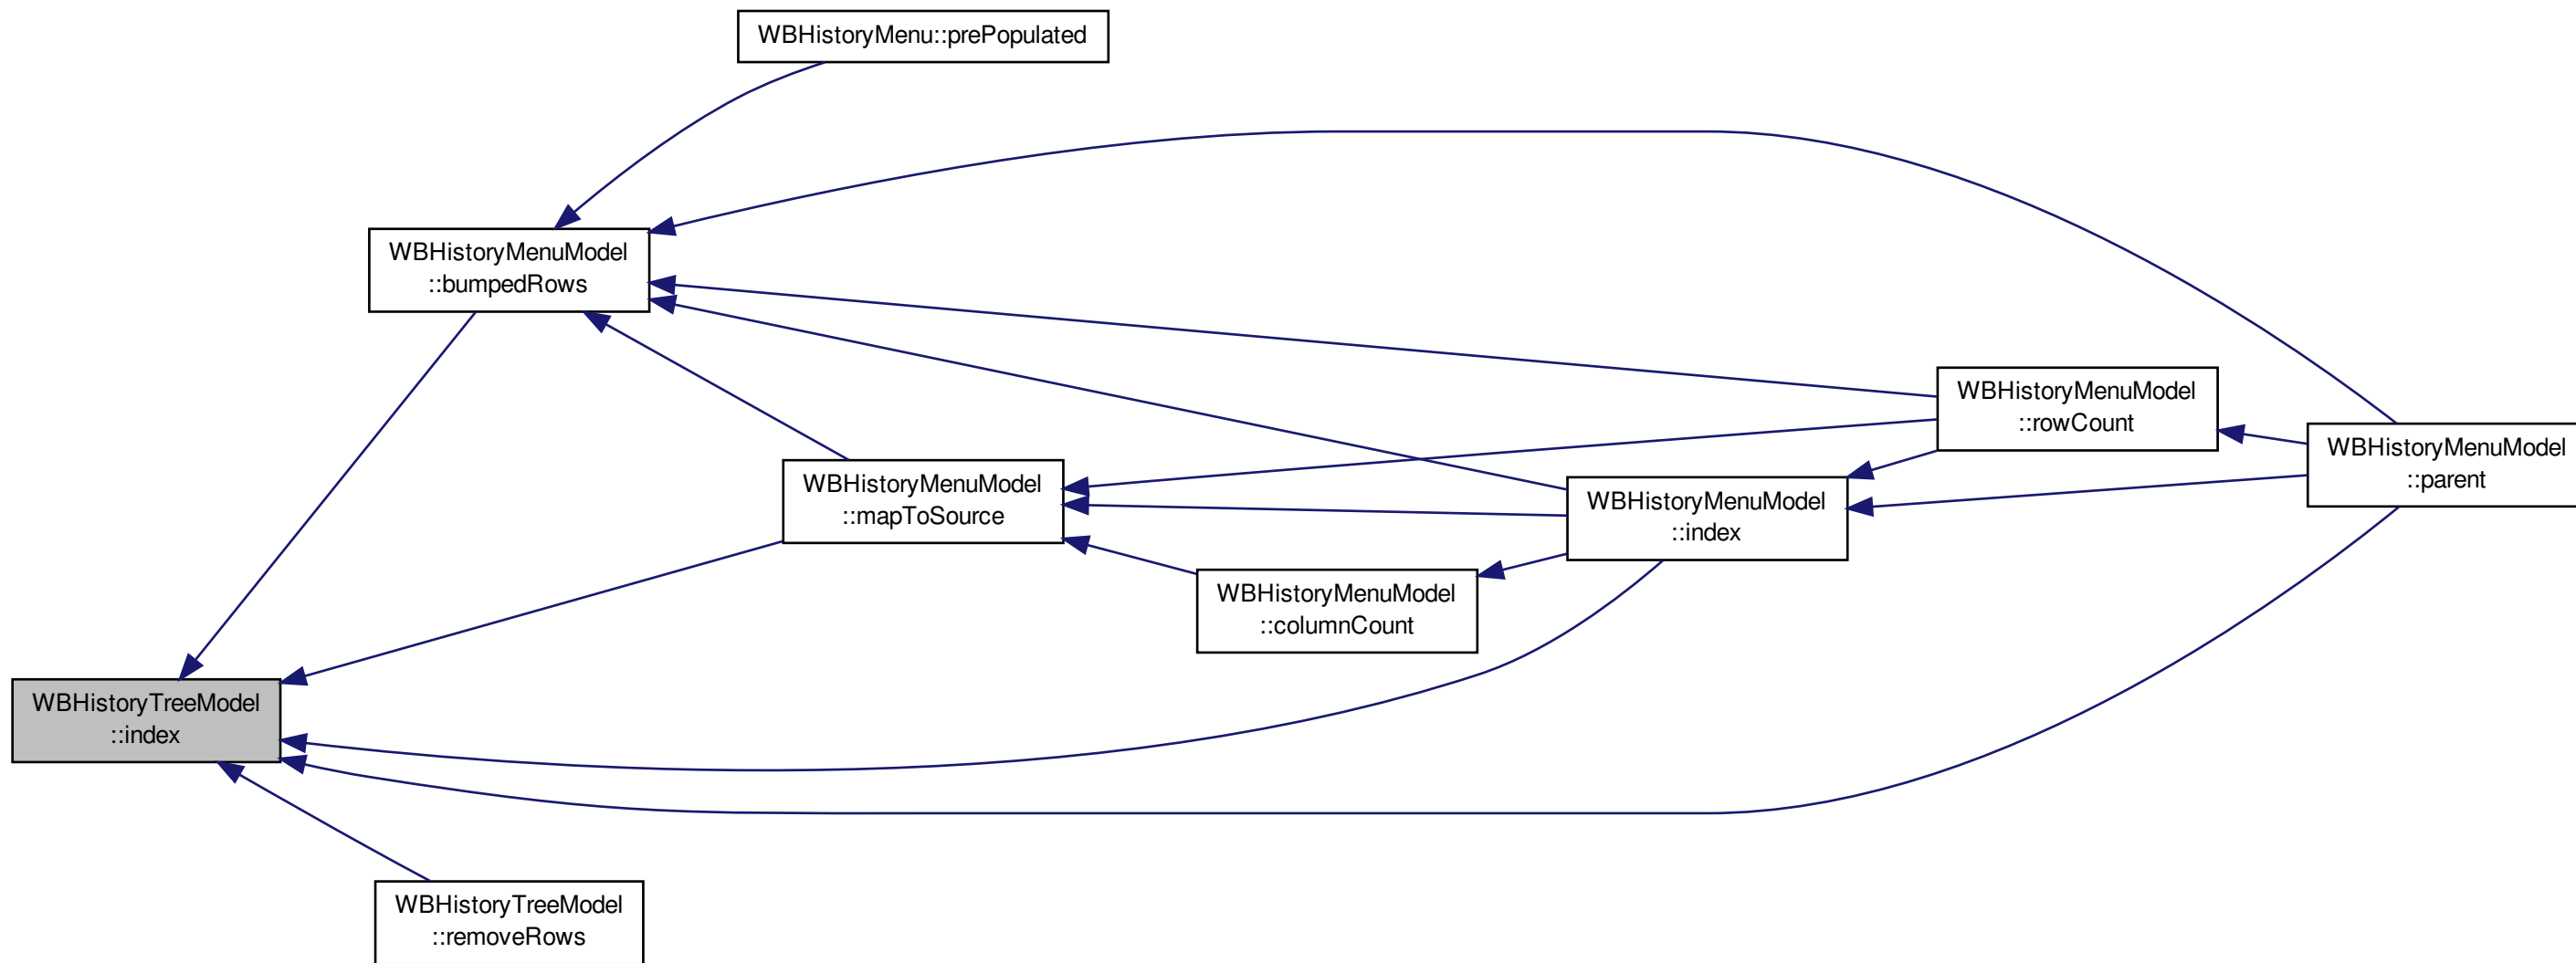 WBHistoryMenu::prePopulated
WBHistoryMenuModel
::bumpedRows
WBHistoryMenuModel
::rowCount
WBHistoryMenuModel
::parent
WBHistoryMenuModel
::mapToSource
WBHistoryMenuModel
::index
WBHistoryMenuModel
::columnCount
WBHistoryTreeModel
::index
WBHistoryTreeModel
::removeRows